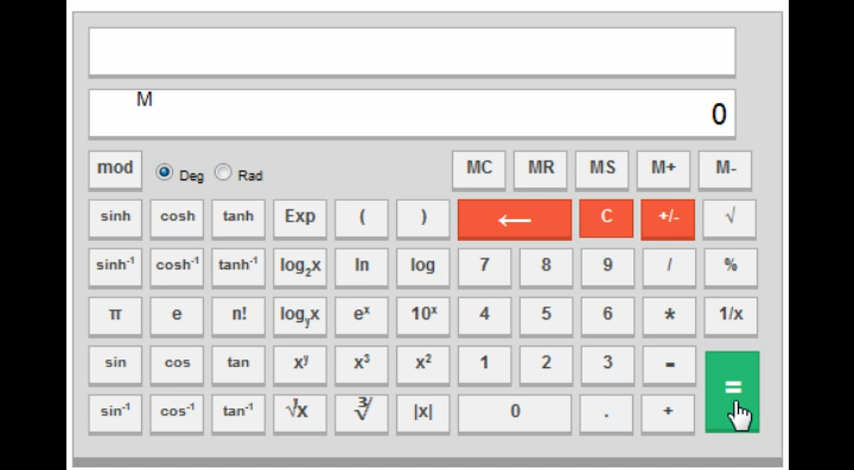 M
0
mod Deg Rad MC MR MS M+ M-
sinh cosh tanh Exp ( ) ← C +/- √
sinh⁻¹ cosh⁻¹ tanh⁻¹ log₂x ln log 7 8 9 / %
π e n! logᵧx eˣ 10ˣ 4 5 6 * 1/x
sin cos tan xʸ x³ x² 1 2 3 - =
sin⁻¹ cos⁻¹ tan⁻¹ ʸ√x ³√ |x| 0 . +